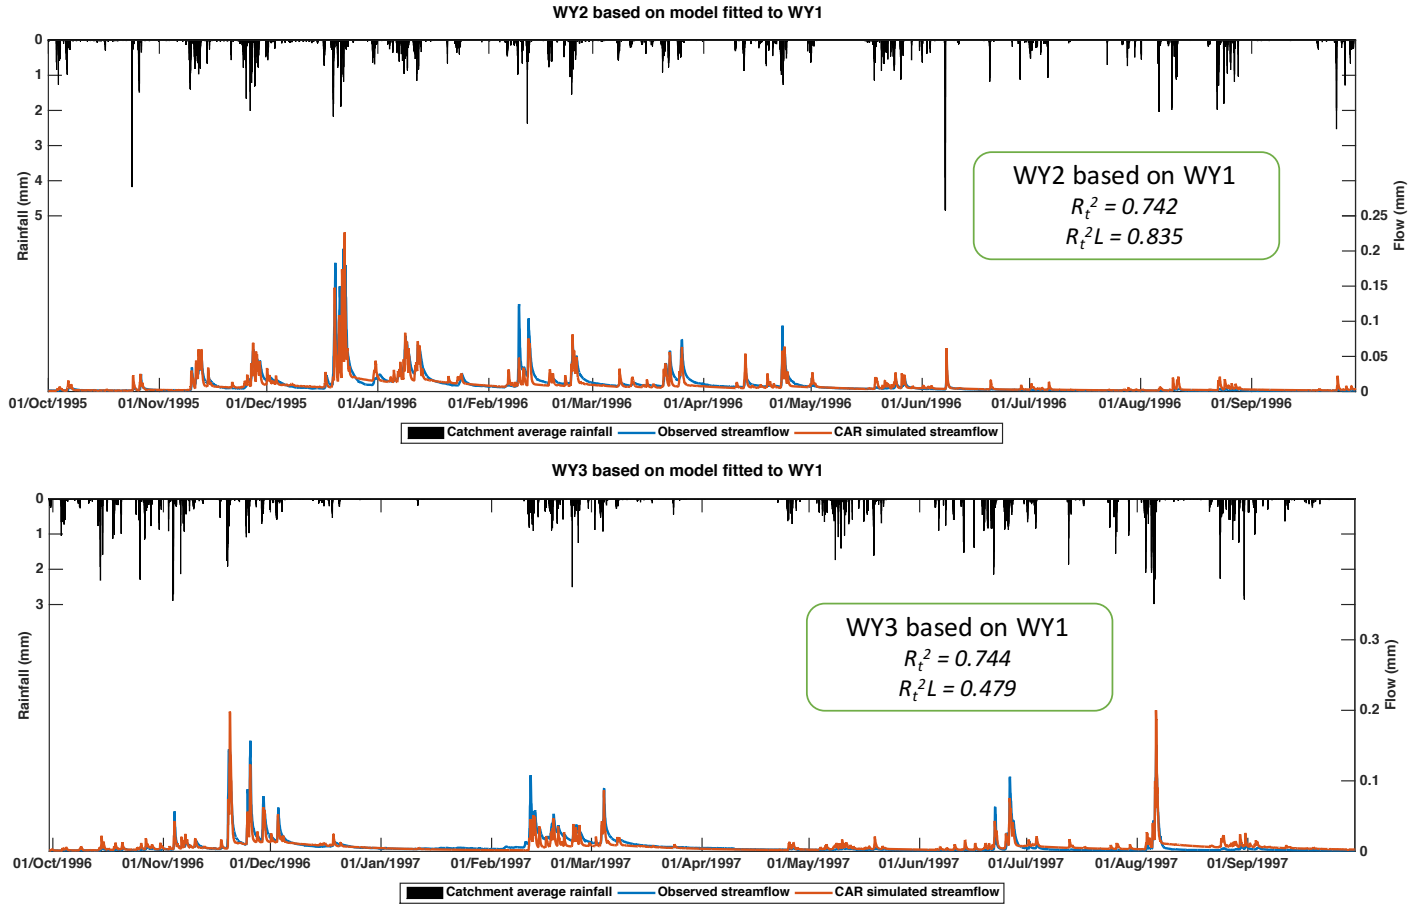 WY2 based on model fitted to WY1
0
1
2
3
4
5
Rainfall (mm)
WY2 based on WY1
Rt2 = 0.742
Rt2L = 0.835
0.25
0.2
0.15
0.1
0.05
0
Flow (mm)
01/Oct/1995 01/Nov/1995 01/Dec/1995 01/Jan/1996 01/Feb/1996 01/Mar/1996 01/Apr/1996 01/May/1996 01/Jun/1996 01/Jul/1996 01/Aug/1996 01/Sep/1996
Catchment average rainfall Observed streamflow CAR simulated streamflow
WY3 based on model fitted to WY1
0
1
2
3
Rainfall (mm)
WY3 based on WY1
Rt2 = 0.744
Rt2L = 0.479
0.3
0.2
0.1
0
Flow (mm)
01/Oct/1996 01/Nov/1996 01/Dec/1996 01/Jan/1997 01/Feb/1997 01/Mar/1997 01/Apr/1997 01/May/1997 01/Jun/1997 01/Jul/1997 01/Aug/1997 01/Sep/1997
Catchment average rainfall Observed streamflow CAR simulated streamflow